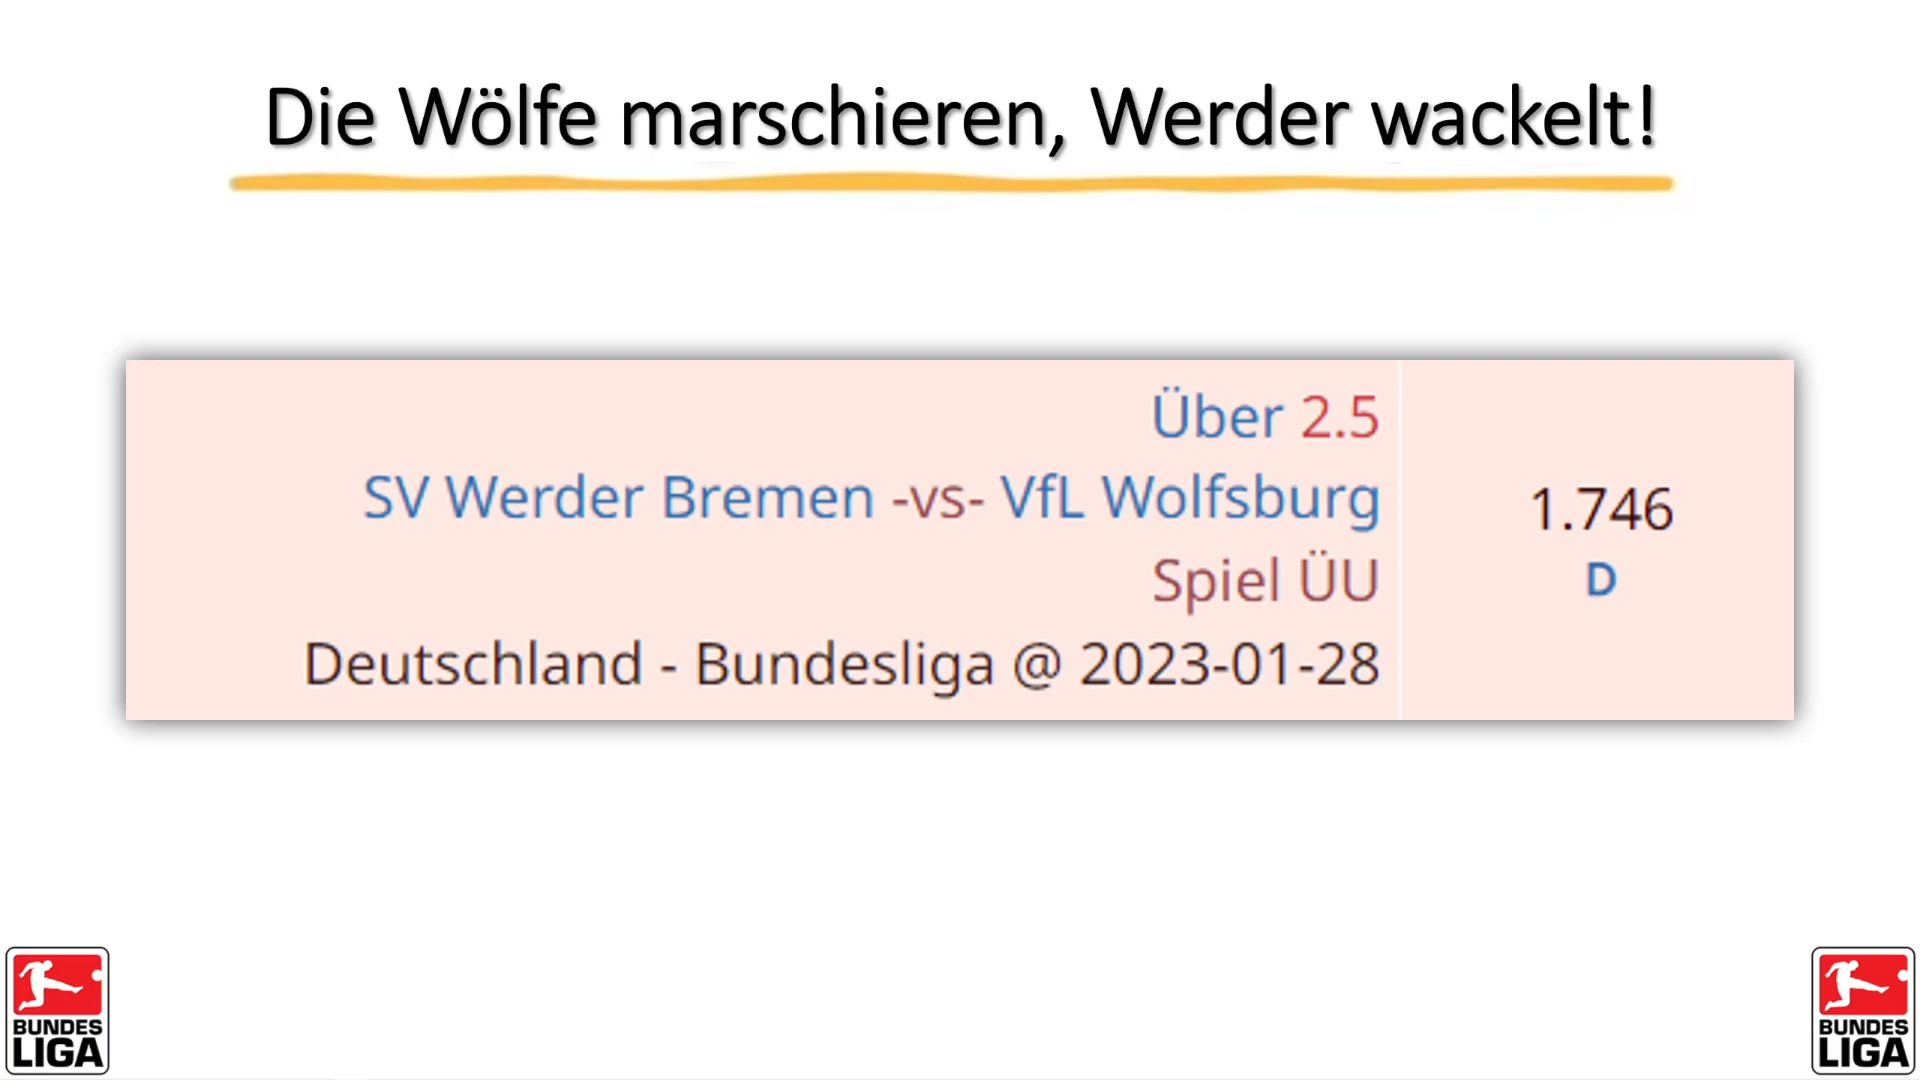 Die Wölfe marschieren, Werder wackelt!
Über 2.5
SV Werder Bremen -vs- VfL Wolfsburg
Spiel ÜU
Deutschland - Bundesliga @ 2023-01-28
1.746
D
BUNDES
LIGA
BUNDES
LIGA